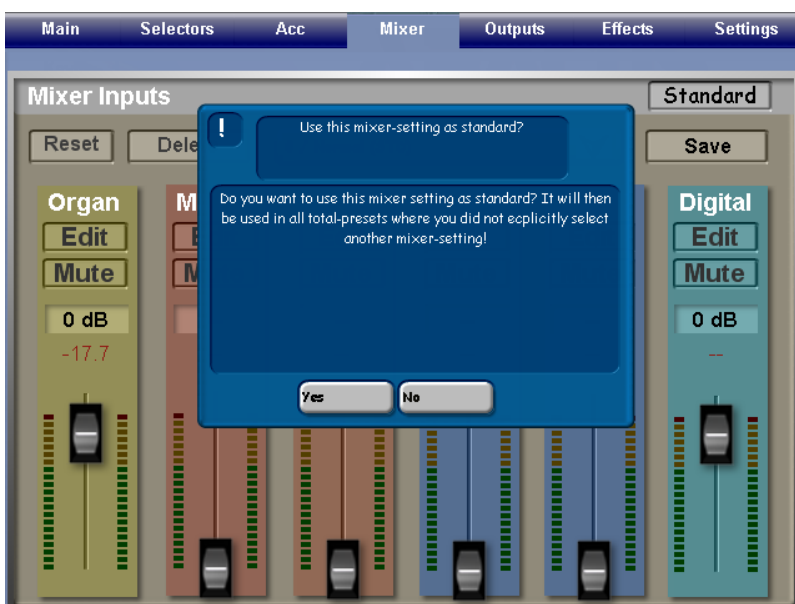 Main Selectors Acc Mixer Outputs Effects Settings
Mixer Inputs
Standard
!
Use this mixer-setting as standard?
Reset
Dele
Save
Do you want to use this mixer setting as standard? It will then
be used in all total-presets where you did not ecplicitly select
another mixer-setting!
Organ
M
Digital
Edit
E
Edit
Mute
M
Mute
0 dB
0 dB
-17.7
--
Yes
No